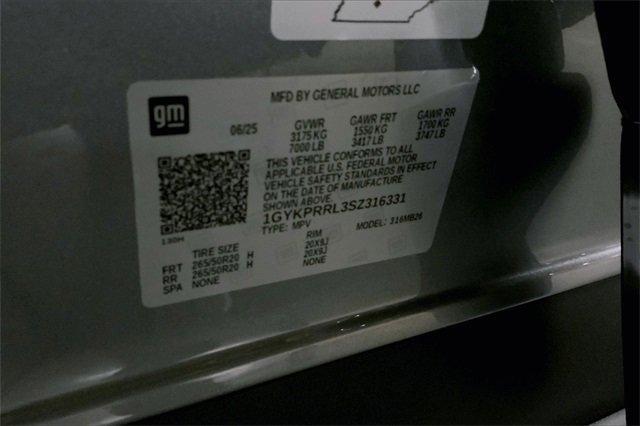 gm
MFD BY GENERAL MOTORS LLC
06/25 GVWR GAWR FRT GAWR RR
3175 KG 1550 KG 1700 KG
7000 LB 3417 LB 3747 LB
THIS VEHICLE CONFORMS TO ALL
APPLICABLE U.S. FEDERAL MOTOR
VEHICLE SAFETY STANDARDS IN EFFECT
ON THE DATE OF MANUFACTURE
SHOWN ABOVE.
1GYKPRRL3SZ316331
TYPE: MPV MODEL: 316MB26
130H
TIRE SIZE RIM
FRT 265/50R20 H 20X9J
RR 265/50R20 H 20X9J
SPA NONE NONE